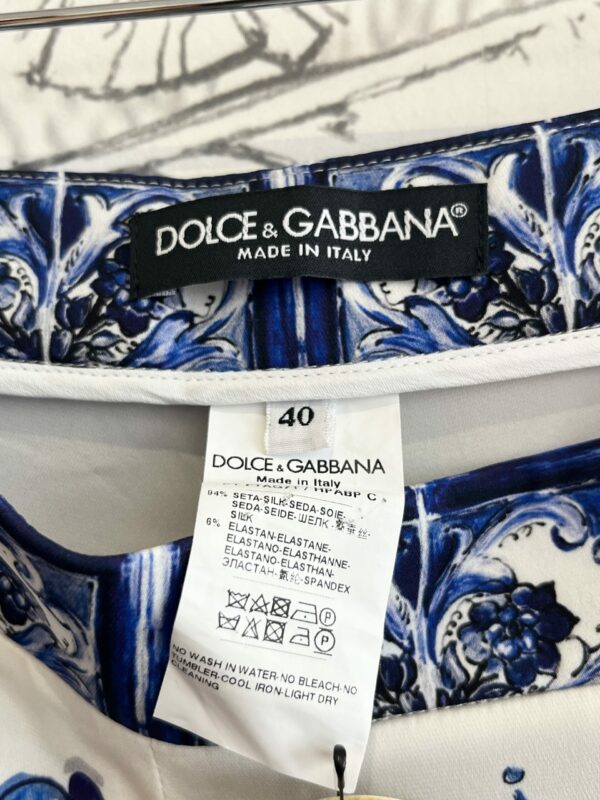 DOLCE & GABBANA®
MADE IN ITALY
40
DOLCE & GABBANA
Made in Italy
94% SETA-SILK-SEDA-SOIE-
SEDA-SEIDE-ШЕЛК-
SILK
6% ELASTAN-ELASTANE-
ELASTANO-ELASTHANNE-
ELASTANO-ELASTHAN-
ЭЛАСТАН-氨纶-SPANDEX
P
P
NO WASH IN WATER-NO BLEACH-NO
TUMBLER-COOL IRON-LIGHT DRY
CLEANING